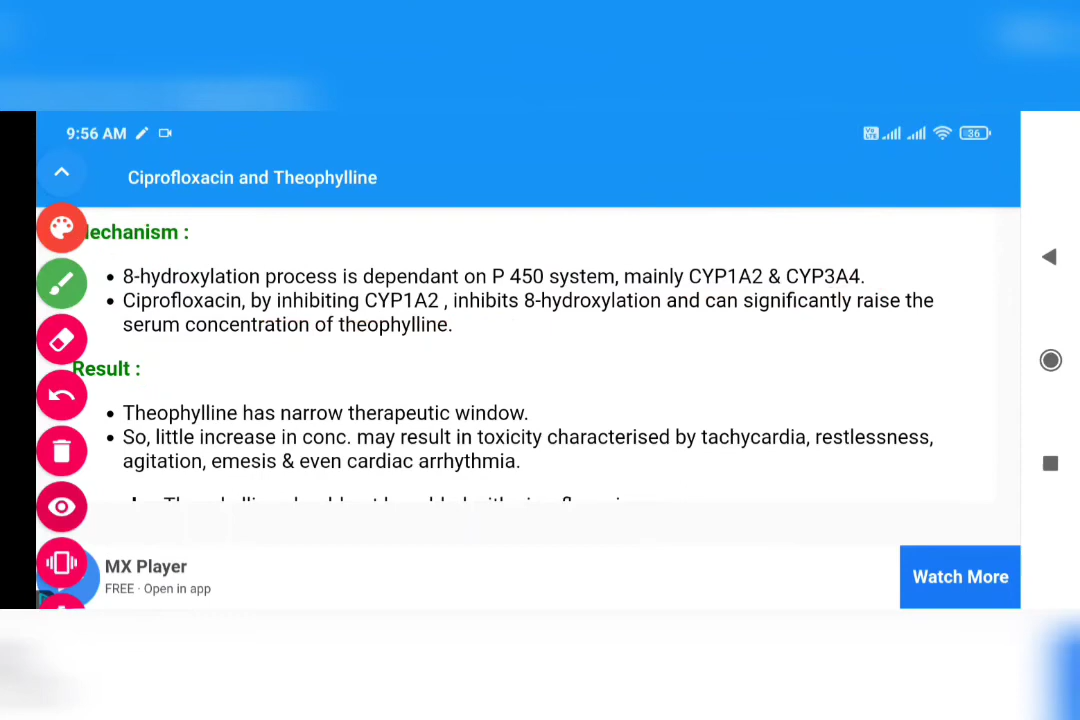 9:56 AM
36
Ciprofloxacin and Theophylline
echanism :
• 8-hydroxylation process is dependant on P 450 system, mainly CYP1A2 & CYP3A4.
• Ciprofloxacin, by inhibiting CYP1A2 , inhibits 8-hydroxylation and can significantly raise the
serum concentration of theophylline.
Result :
• Theophylline has narrow therapeutic window.
• So, little increase in conc. may result in toxicity characterised by tachycardia, restlessness,
agitation, emesis & even cardiac arrhythmia.
MX Player
FREE · Open in app
Watch More